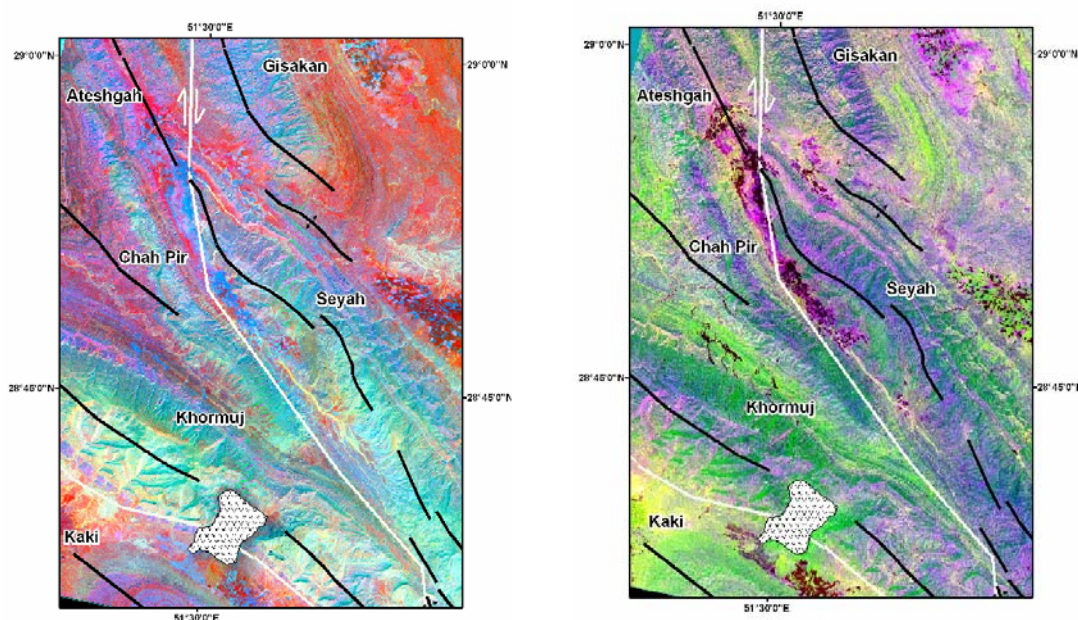 51°30'0"E
29°0'0"N
29°0'0"N
Gisakan
Ateshgah
Chah Pir
Seyah
28°45'0"N
28°45'0"N
Khormuj
Kaki
51°30'0"E
51°30'0"E
29°0'0"N
29°0'0"N
Gisakan
Ateshgah
Chah Pir
Seyah
28°45'0"N
28°45'0"N
Khormuj
Kaki
51°30'0"E